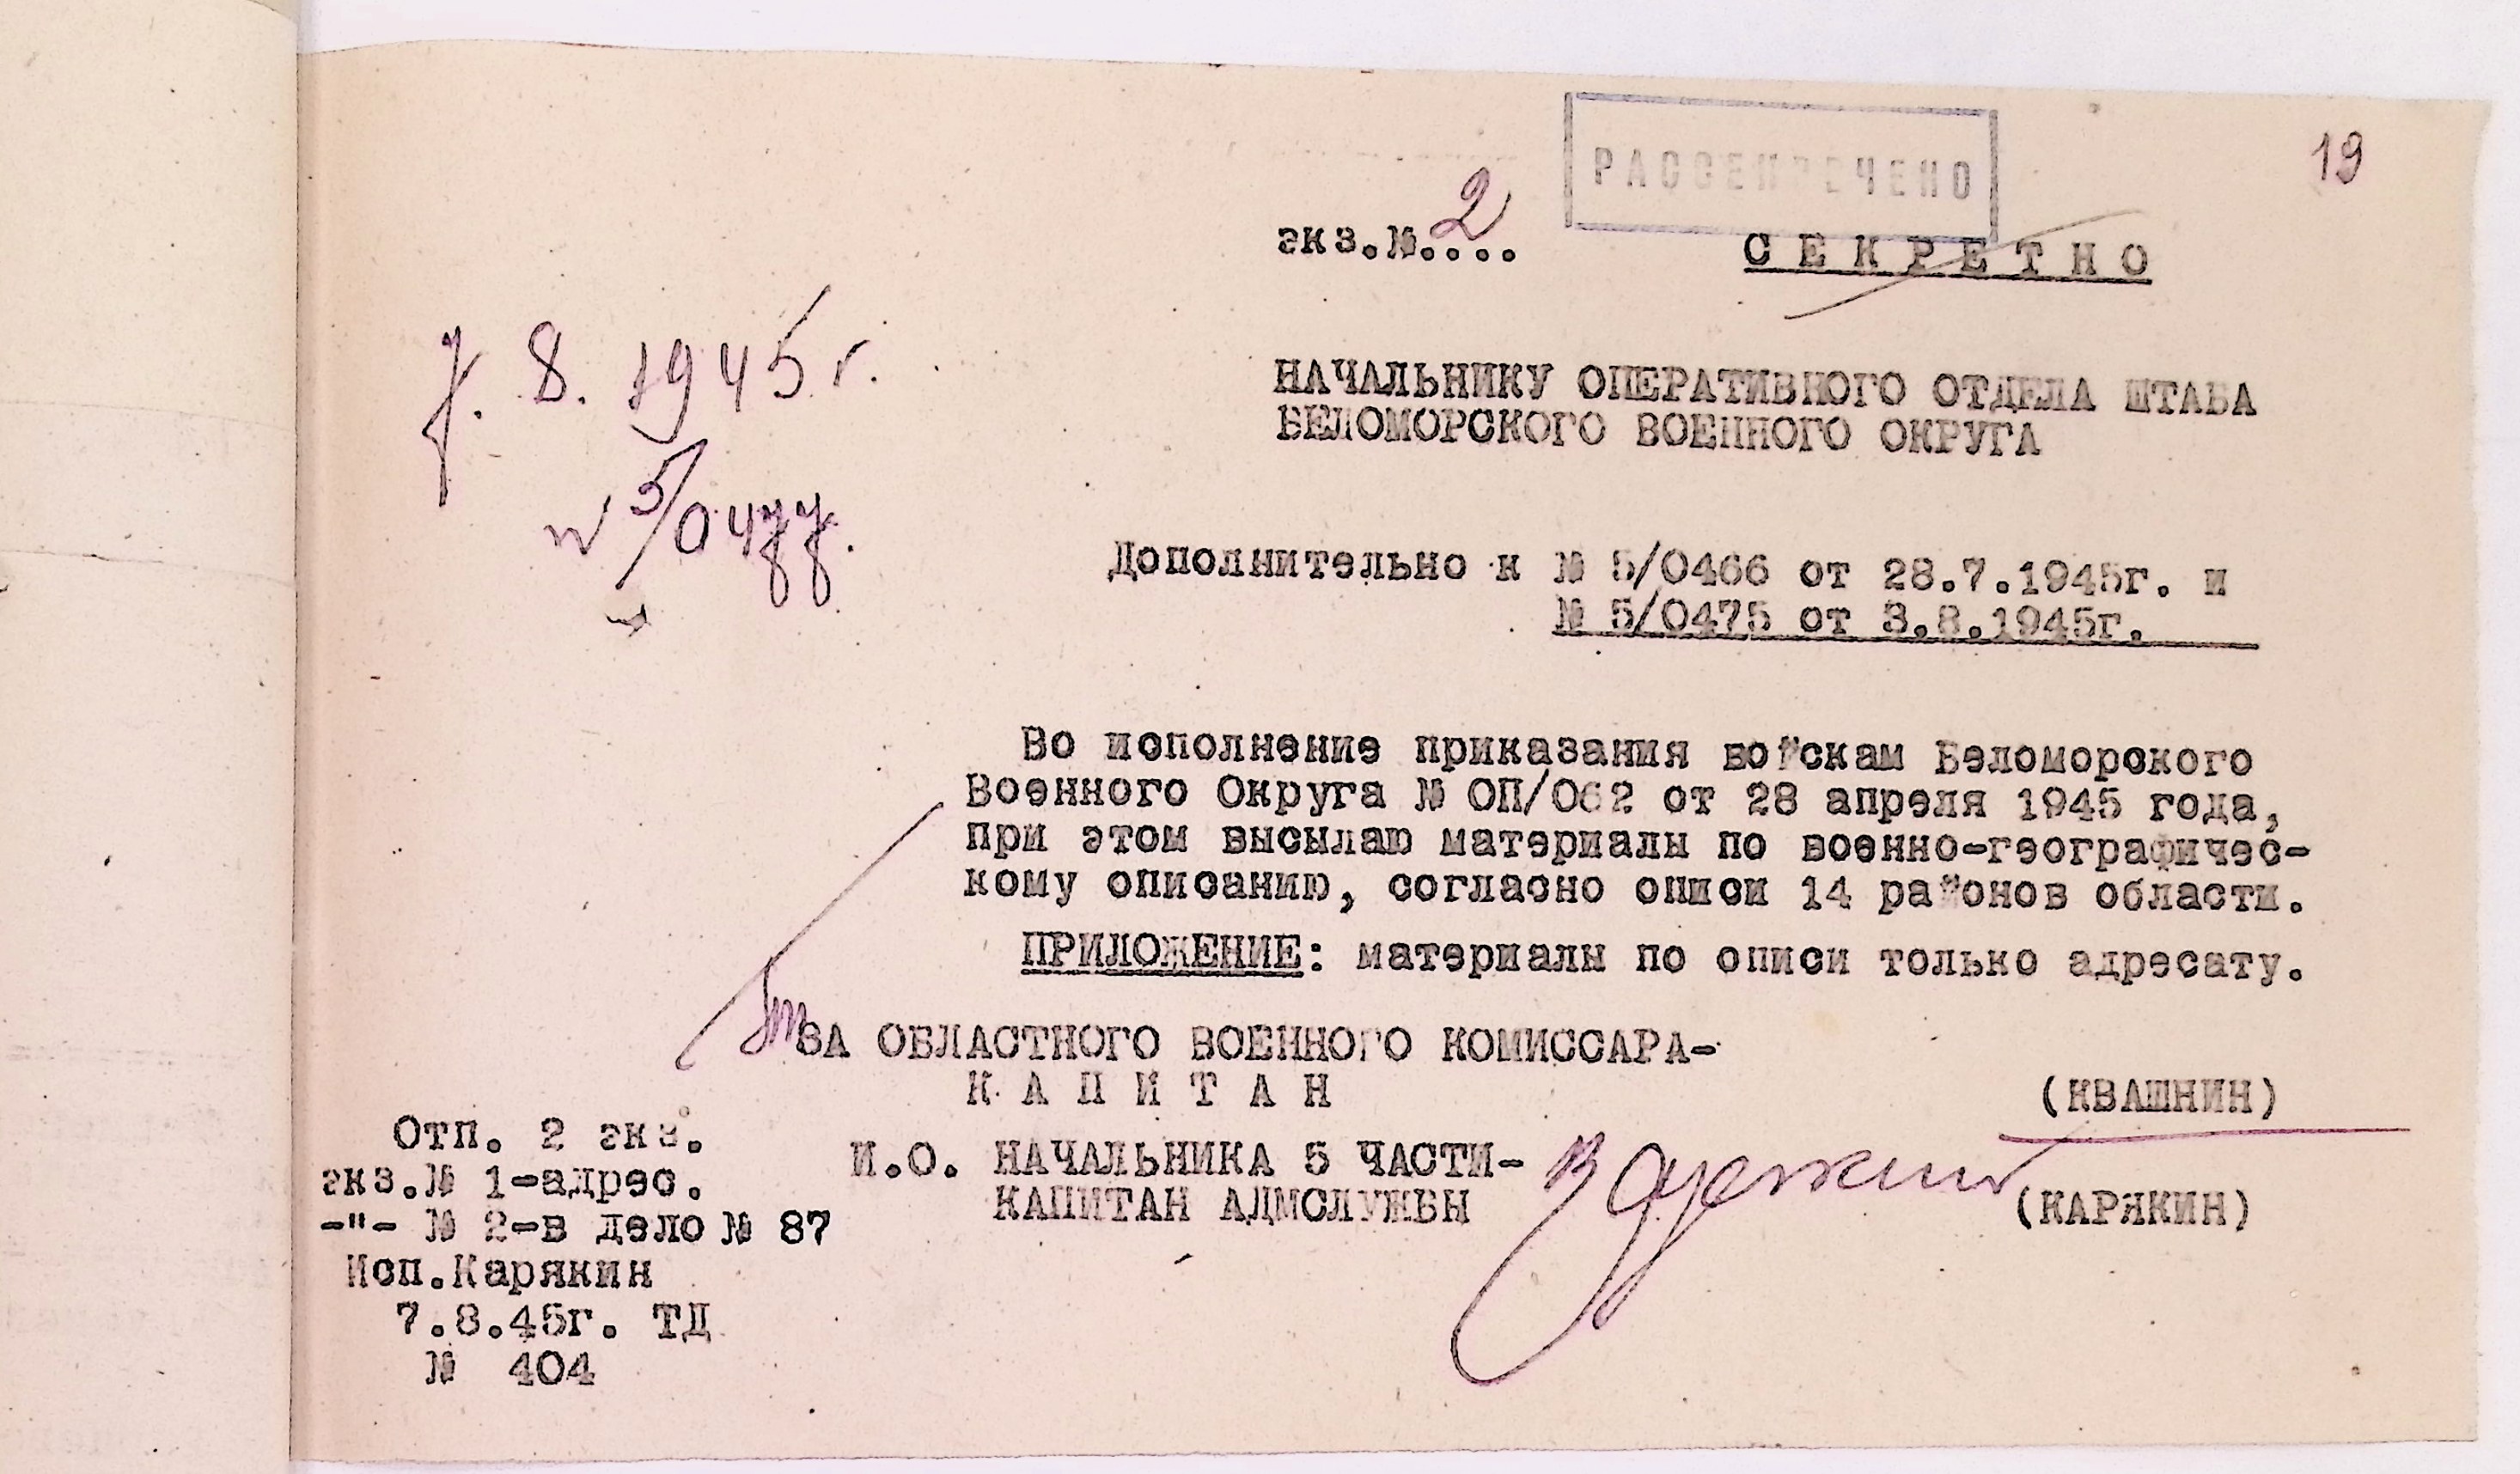 19
РАССЕКРЕЧЕНО
экз.№.2...
СЕКРЕТНО
7. 8. 1945 г.
№ 5/0477.
НАЧАЛЬНИКУ ОПЕРАТИВНОГО ОТДЕЛА ШТАБА
БЕЛОМОРСКОГО ВОЕННОГО ОКРУГА
Дополнительно к № 5/0466 от 28.7.1945г. и
№ 5/0475 от 3.8.1945г.
Во исполнение приказания войскам Беломорского
Военного Округа № ОП/062 от 28 апреля 1945 года,
при этом высылаю материалы по военно-географичес-
кому описанию, согласно описи 14 районов области.
ПРИЛОЖЕНИЕ: материалы по описи только адресату.
ЗА ОБЛАСТНОГО ВОЕННОГО КОМИССАРА-
КАПИТАН
(КВАШНИН)
И.О. НАЧАЛЬНИКА 5 ЧАСТИ-
КАПИТАН АДМСЛУЖБЫ
(КАРЯКИН)
Отп. 2 экз.
экз.№ 1-адрес.
-"- № 2-в дело № 87
Исп.Карякин
7.8.45г. ТД
№ 404